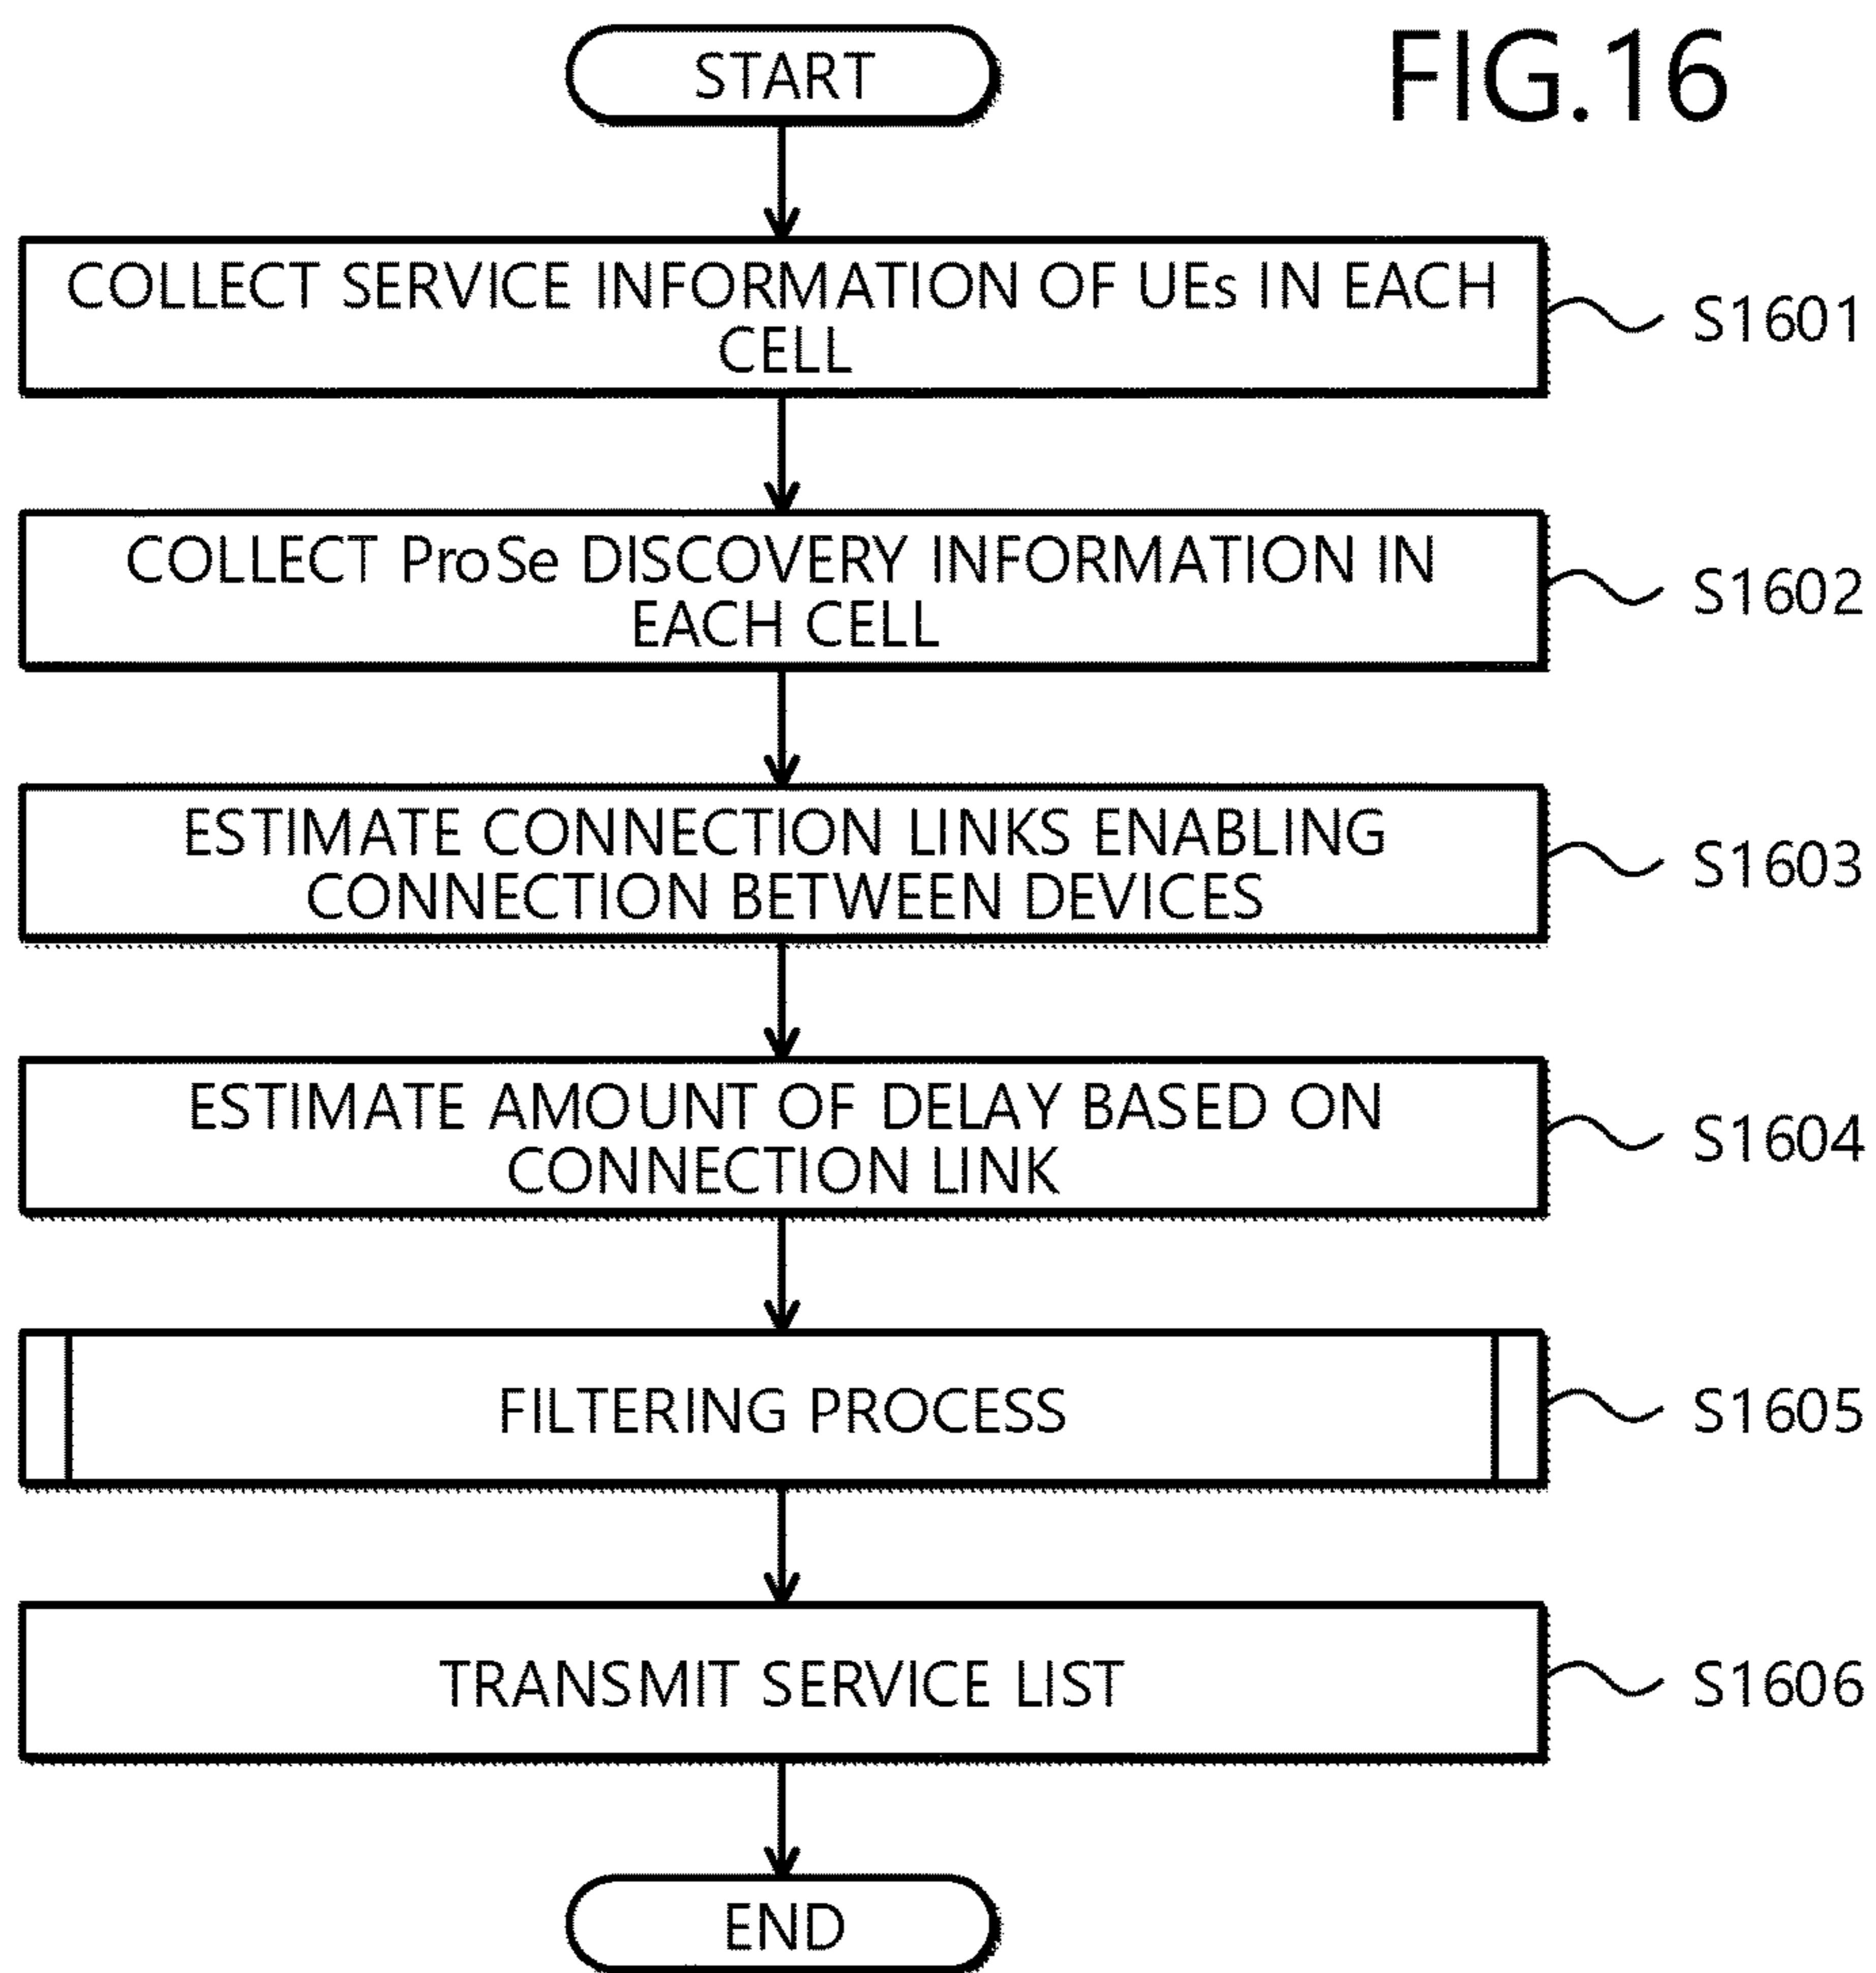 FIG.16
START
COLLECT SERVICE INFORMATION OF UEs IN EACH
CELL
S1601
COLLECT ProSe DISCOVERY INFORMATION IN
EACH CELL
S1602
ESTIMATE CONNECTION LINKS ENABLING
CONNECTION BETWEEN DEVICES
S1603
ESTIMATE AMOUNT OF DELAY BASED ON
CONNECTION LINK
S1604
FILTERING PROCESS
S1605
TRANSMIT SERVICE LIST
S1606
END